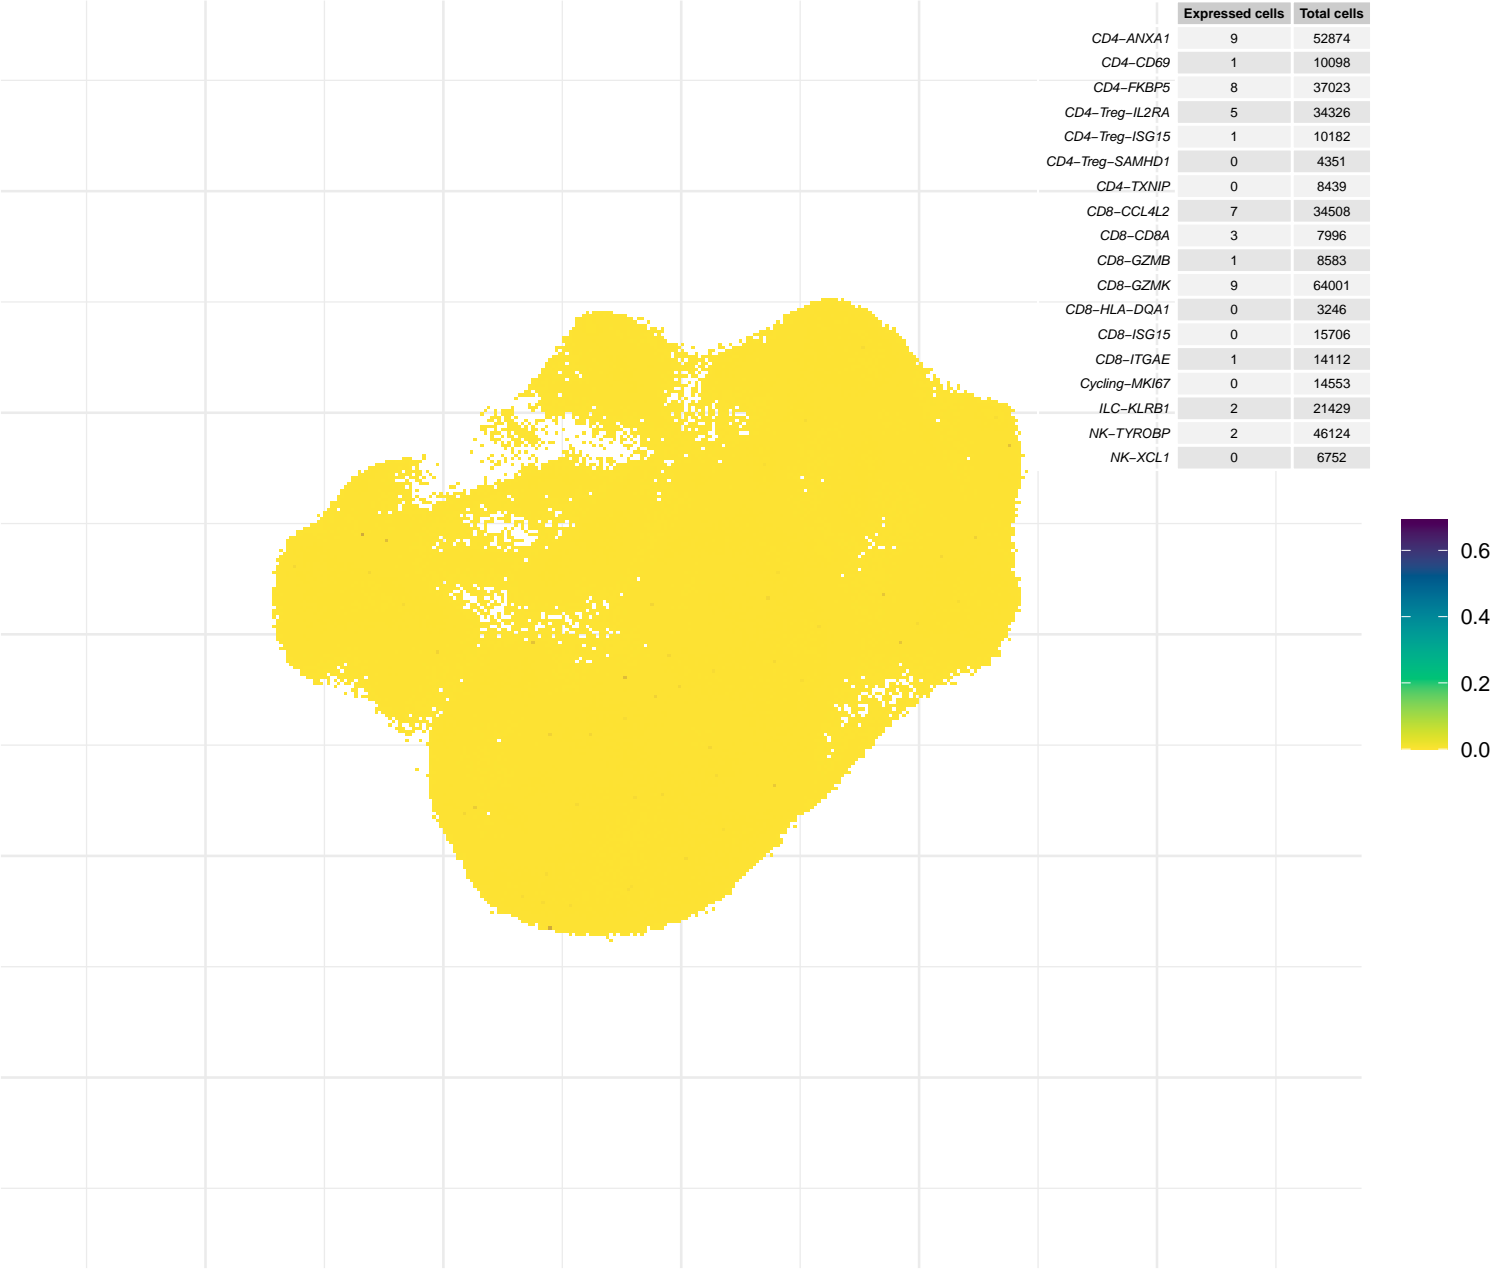 Expressed cells Total cells
CD4−ANXA1 9 52874
CD4−CD69 1 10098
CD4−FKBP5 8 37023
CD4−Treg−IL2RA 5 34326
CD4−Treg−ISG15 1 10182
CD4−Treg−SAMHD1 0 4351
CD4−TXNIP 0 8439
CD8−CCL4L2 7 34508
CD8−CD8A 3 7996
CD8−GZMB 1 8583
CD8−GZMK 9 64001
CD8−HLA−DQA1 0 3246
CD8−ISG15 0 15706
CD8−ITGAE 1 14112
Cycling−MKI67 0 14553
ILC−KLRB1 2 21429
NK−TYROBP 2 46124
NK−XCL1 0 6752
0.6
0.4
0.2
0.0